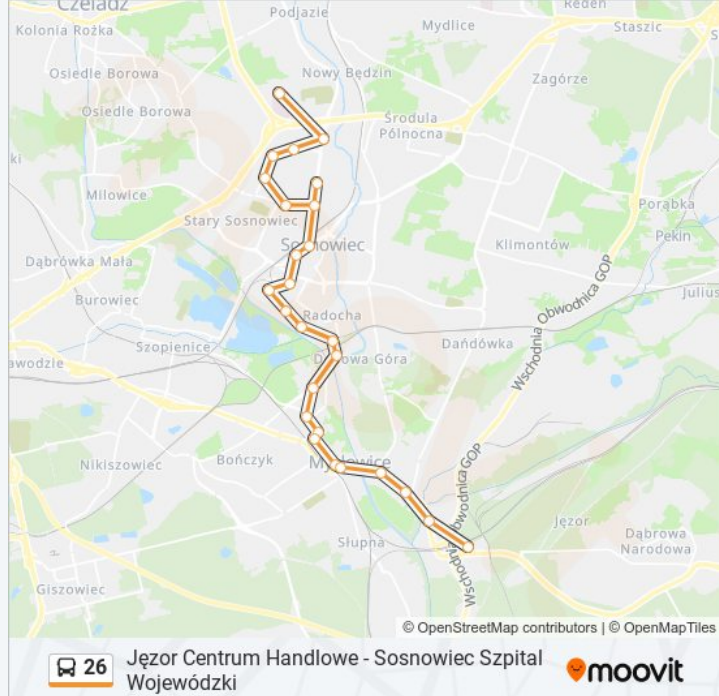 Czeladź
Podjazie
Reden
Kolonia Rożka
Mydlice
Staszic
Osiedle Borowa
Nowy Będzin
Zagórze
Osiedle Borowa
Środula
Północna
Milowice
Porąbka
Stary Sosnowiec
Pekin
Sosnowiec
Klimontów
Dąbrówka Mała
Burowiec
Julius
Radocha
Wschodnia Obwodnica GOP
Szopienice
Dańdówka
awodzie
Dębowa Góra
Nikiszowiec
Bończyk
Mysłowice
Wschodnia Obwodnica GOP
Jęzor
Słupna
Dąbrowa
Narodowa
Giszowiec
© OpenStreetMap contributors | © OpenMapTiles
26
Jęzor Centrum Handlowe - Sosnowiec Szpital
Wojewódzki
moovit